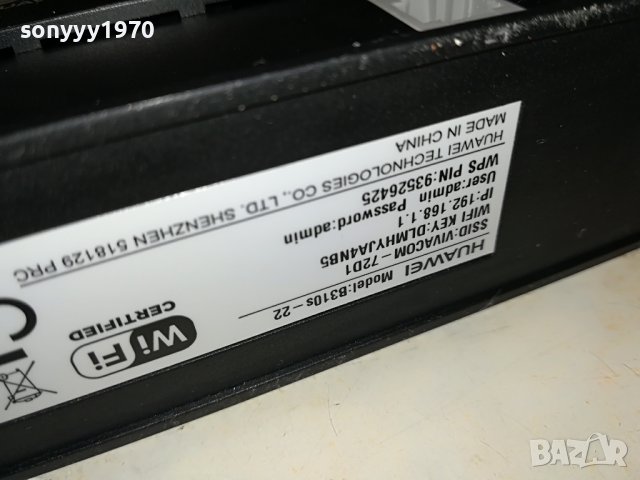 sonyyy1970
HUAWEI Model:B310s-22
SSID:VIVACOM-72D1
WIFI KEY:DLMHYJA4NB5
IP:192.168.1.1
User:admin Password:admin
WPS PIN:93526425
HUAWEI TECHNOLOGIES CO., LTD. SHENZHEN 518129 PRC
MADE IN CHINA
WiFi
CERTIFIED
BAZAR